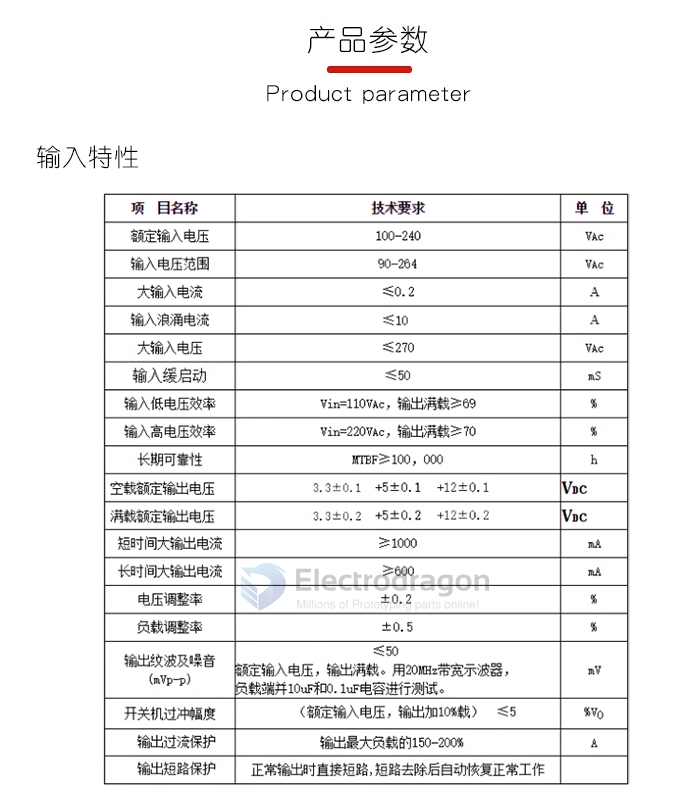 产品参数
Product parameter
输入特性
项 目名称 技术要求 单 位
额定输入电压 100-240 VAc
输入电压范围 90-264 VAc
大输入电流 ≤0.2 A
输入浪涌电流 ≤10 A
大输入电压 ≤270 VAc
输入缓启动 ≤50 mS
输入低电压效率 Vin=110VAc，输出满载≥69 %
输入高电压效率 Vin=220VAc，输出满载≥70 %
长期可靠性 MTBF≥100，000 h
空载额定输出电压 3.3±0.1 +5±0.1 +12±0.1 VDC
满载额定输出电压 3.3±0.2 +5±0.2 +12±0.2 VDC
短时间大输出电流 ≥1000 mA
长时间大输出电流 ≥600 mA
Electrodragon
Millions of Prototyping parts online!
电压调整率 ±0.2 %
负载调整率 ±0.5 %
输出纹波及噪音
(mVp-p)
≤50
额定输入电压，输出满载。用20MHz带宽示波器，
负载端并10uF和0.1uF电容进行测试。
mV
开关机过冲幅度 （额定输入电压，输出加10%载） ≤5 %VO
输出过流保护 输出最大负载的150-200% A
输出短路保护 正常输出时直接短路,短路去除后自动恢复正常工作